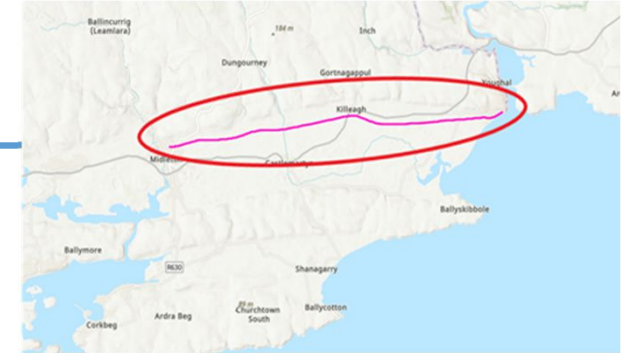 Ballincurrig
(Leamlara)
184 m
Inch
Dungourney
Gortnagappul
Youghal
Killeagh
Ballyskibbole
Ballymore
R630
Shanagarry
Ardra Beg
89 m
Churchtown
South
Ballycotton
Corkbeg